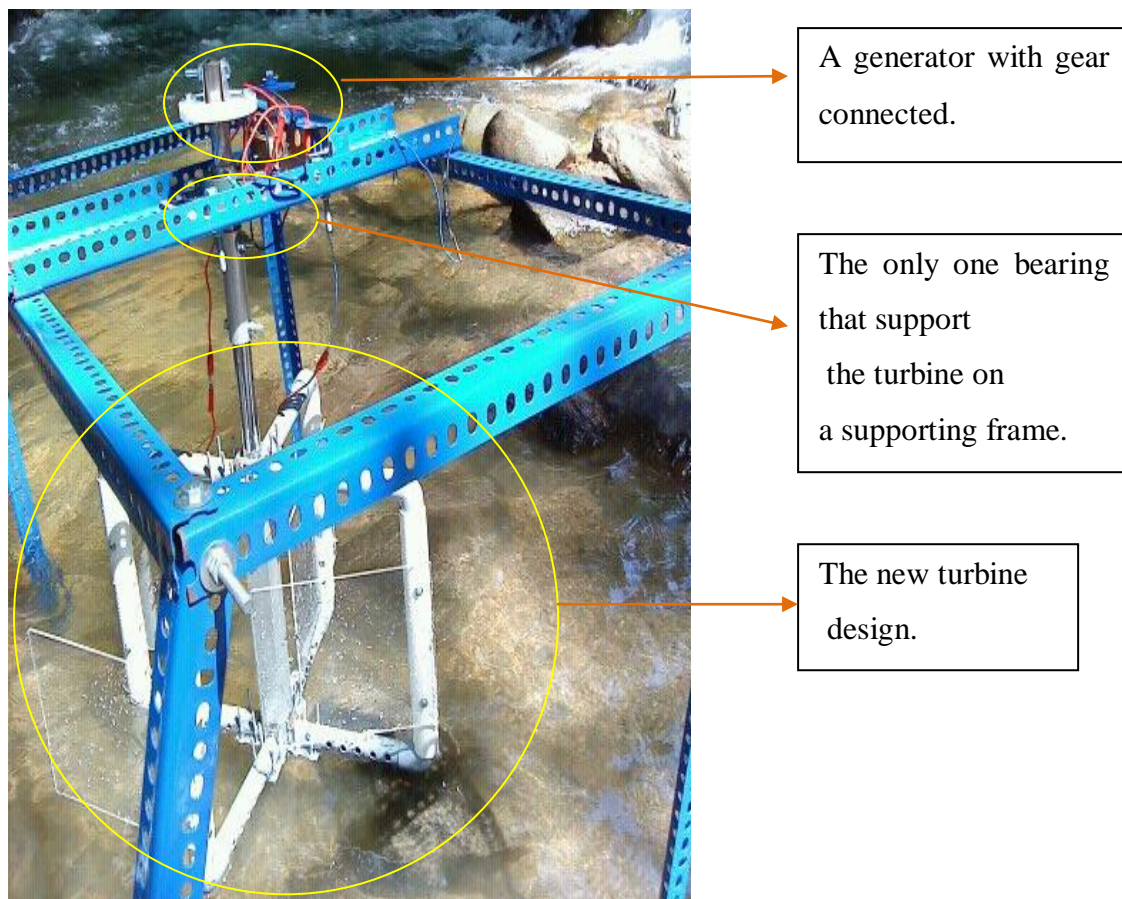 A generator with gear
connected.
The only one bearing
that support
the turbine on
a supporting frame.
The new turbine
design.